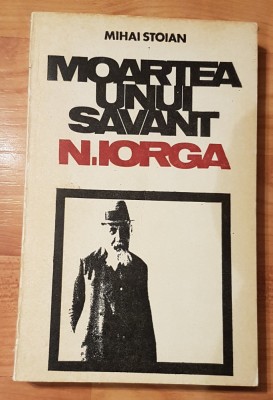 MIHAI STOIAN
MOARTEA
UNUI
SAVANT
N.IORGA